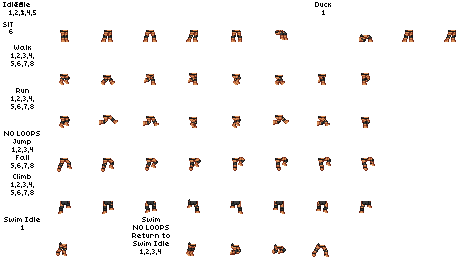 Idle
1,2,3,4,5
Duck
1
SIT
6
Walk
1,2,3,4,
5,6,7,8
Run
1,2,3,4,
5,6,7,8
NO LOOPS
Jump
1,2,3,4
Fall
5,6,7,8
Climb
1,2,3,4,
5,6,7,8
Swim Idle
1
Swim
NO LOOPS
Return to
Swim Idle
1,2,3,4